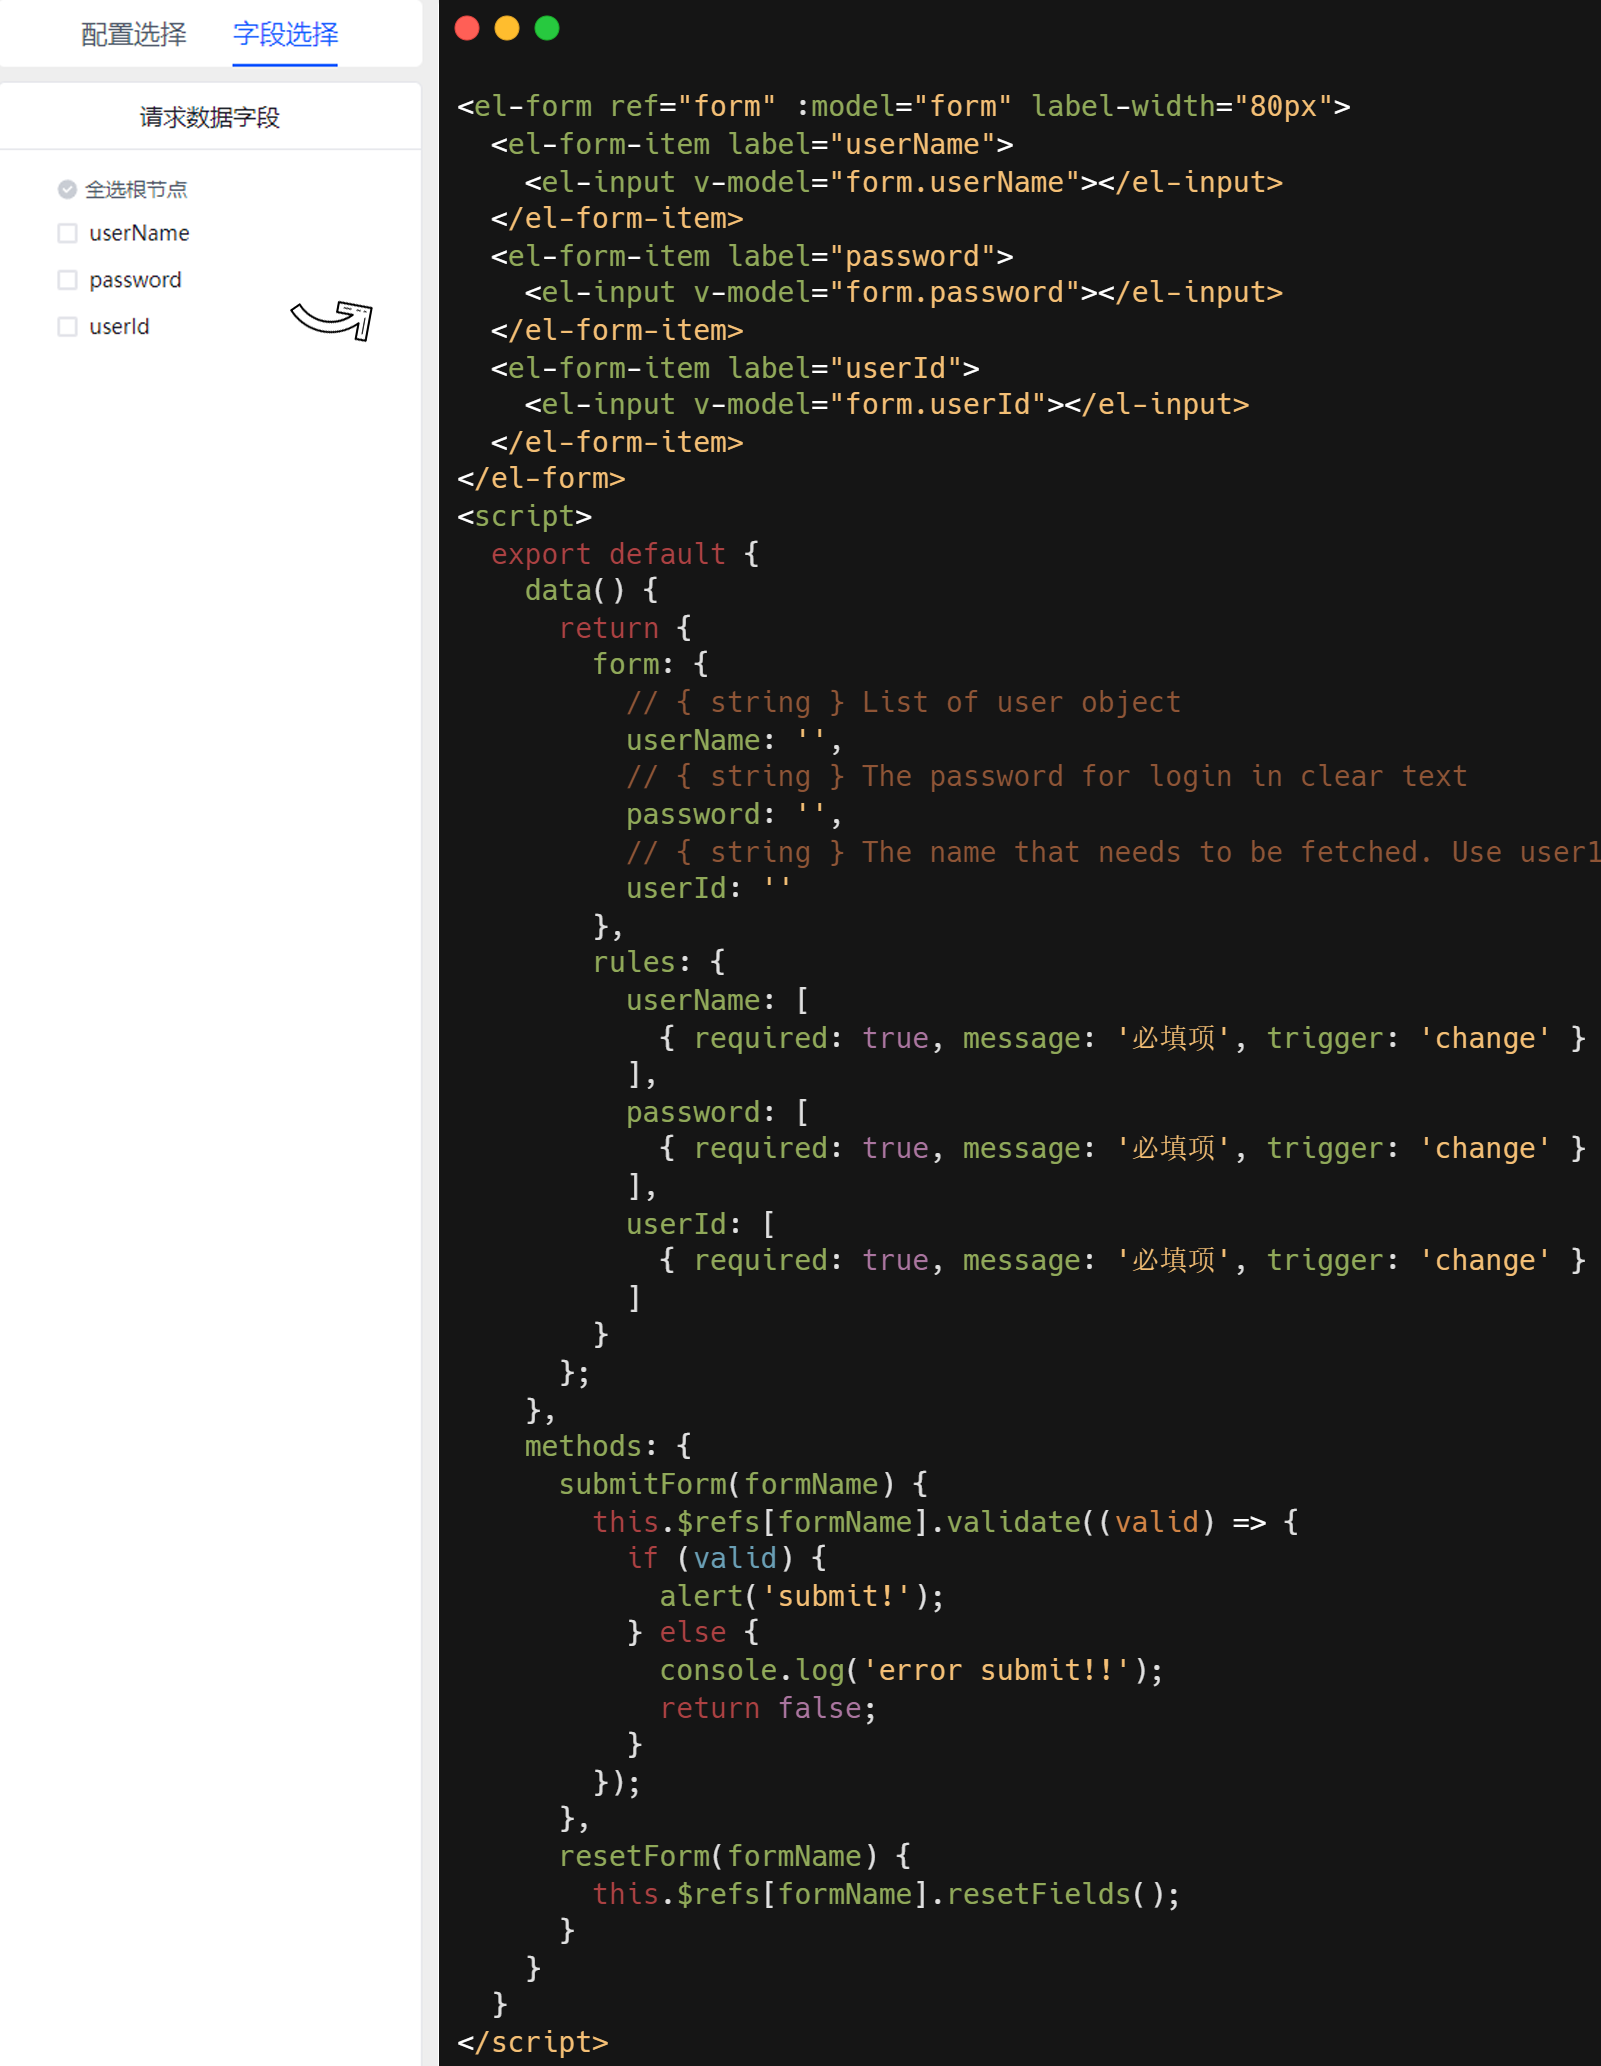 配置选择
字段选择
请求数据字段
全选根节点
userName
password
userId
<el-form ref="form" :model="form" label-width="80px">
  <el-form-item label="userName">
    <el-input v-model="form.userName"></el-input>
  </el-form-item>
  <el-form-item label="password">
    <el-input v-model="form.password"></el-input>
  </el-form-item>
  <el-form-item label="userId">
    <el-input v-model="form.userId"></el-input>
  </el-form-item>
</el-form>
<script>
  export default {
    data() {
      return {
        form: {
          // { string } List of user object
          userName: '',
          // { string } The password for login in clear text
          password: '',
          // { string } The name that needs to be fetched. Use user1
          userId: ''
        },
        rules: {
          userName: [
            { required: true, message: '必填项', trigger: 'change' }
          ],
          password: [
            { required: true, message: '必填项', trigger: 'change' }
          ],
          userId: [
            { required: true, message: '必填项', trigger: 'change' }
          ]
        }
      };
    },
    methods: {
      submitForm(formName) {
        this.$refs[formName].validate((valid) => {
          if (valid) {
            alert('submit!');
          } else {
            console.log('error submit!!');
            return false;
          }
        });
      },
      resetForm(formName) {
        this.$refs[formName].resetFields();
      }
    }
  }
</script>